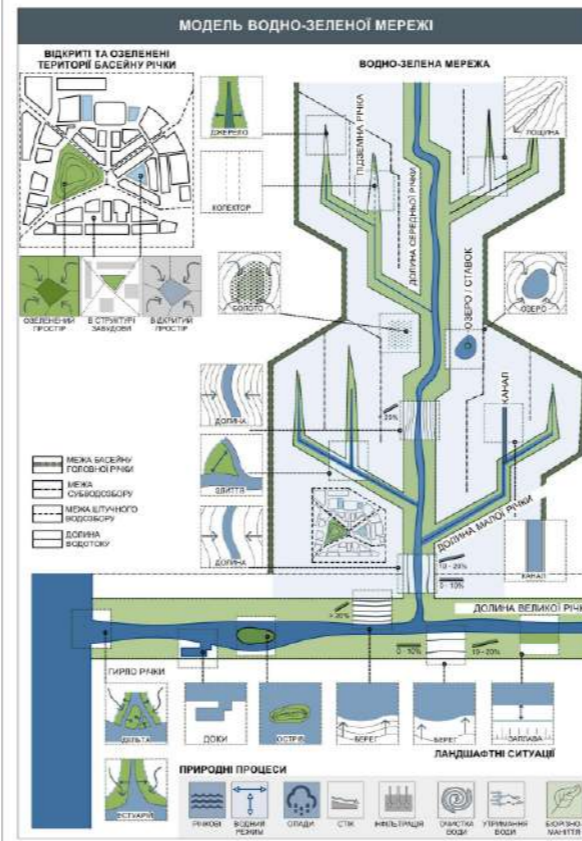 МОДЕЛЬ ВОДНО-ЗЕЛЕНОЇ МЕРЕЖІ
ВІДКРИТІ ТА ОЗЕЛЕНЕНІ
ТЕРИТОРІЇ БАСЕЙНУ РІЧКИ
ВОДНО-ЗЕЛЕНА МЕРЕЖА
ДЖЕРЕЛО
КОЛЕКТОР
ПІДЗЕМНА РІЧКА
ДОЛИНА СЕРЕДНЬОЇ РІЧКИ
ЛОЩИНА
ОЗЕЛЕНЕНИЙ
ПРОСТІР
В СТРУКТУРІ
ЗАБУДОВИ
ВІДКРИТИЙ
ПРОСТІР
БОЛОТО
ОЗЕРО / СТАВОК
ОЗЕРО
ДОЛИНА
> 20%
КАНАЛ
МЕЖА БАСЕЙНУ
ГОЛОВНОЇ РІЧКИ
МЕЖА
СУБВОДОЗБОРУ
МЕЖА ШТУЧНОГО
ВОДОЗБОРУ
ДОЛИНА
ВОДОТОКУ
ДОЛИНА
ДОЛИНА МАЛОЇ РІЧКИ
10 - 20%
0 - 10%
КАНАЛ
ДОЛИНА ВЕЛИКОЇ РІЧК
> 20%
0 - 10%
10 - 20%
ГИРЛО РІЧКИ
ДЕЛЬТА
ДОКИ
ОСТРІВ
БЕРЕГ
БЕРЕГ
ЗАПЛАВА
ЛАНДШАФТНІ СИТУАЦІЇ
ЕСТУАРІЙ
ПРИРОДНІ ПРОЦЕСИ
РІЧКОВІ
ВОДНИЙ
РЕЖИМ
ОПАДИ
СТІК
ІНФІЛЬТРАЦІЯ
ОЧИСТКА
ВОДИ
УТРИМАННЯ
ВОДИ
БІОРІЗНО-
МАНІТТЯ